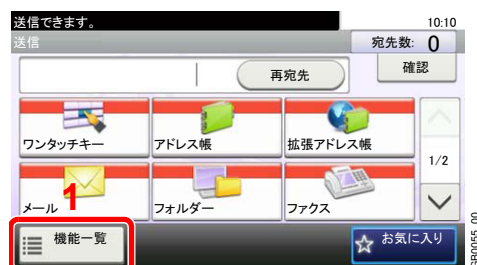 送信できます。 10:10
送信 宛先数: 0
再宛先 確認
ワンタッチキー アドレス帳 拡張アドレス帳
1/2
メール フォルダー ファクス
1
機能一覧 お気に入り
GB0055_00